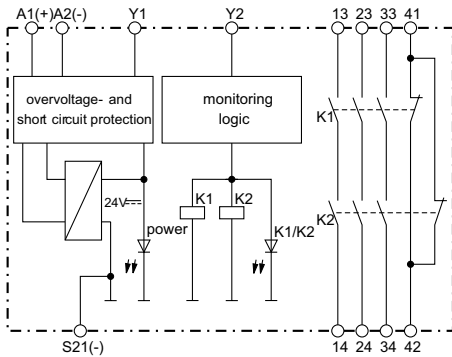 A1(+) A2(-) Y1 Y2 13 23 33 41
overvoltage- and
short circuit protection
monitoring
logic
K1
24V
K1 K2
power
K1/K2
K2
S21(-)
14 24 34 42